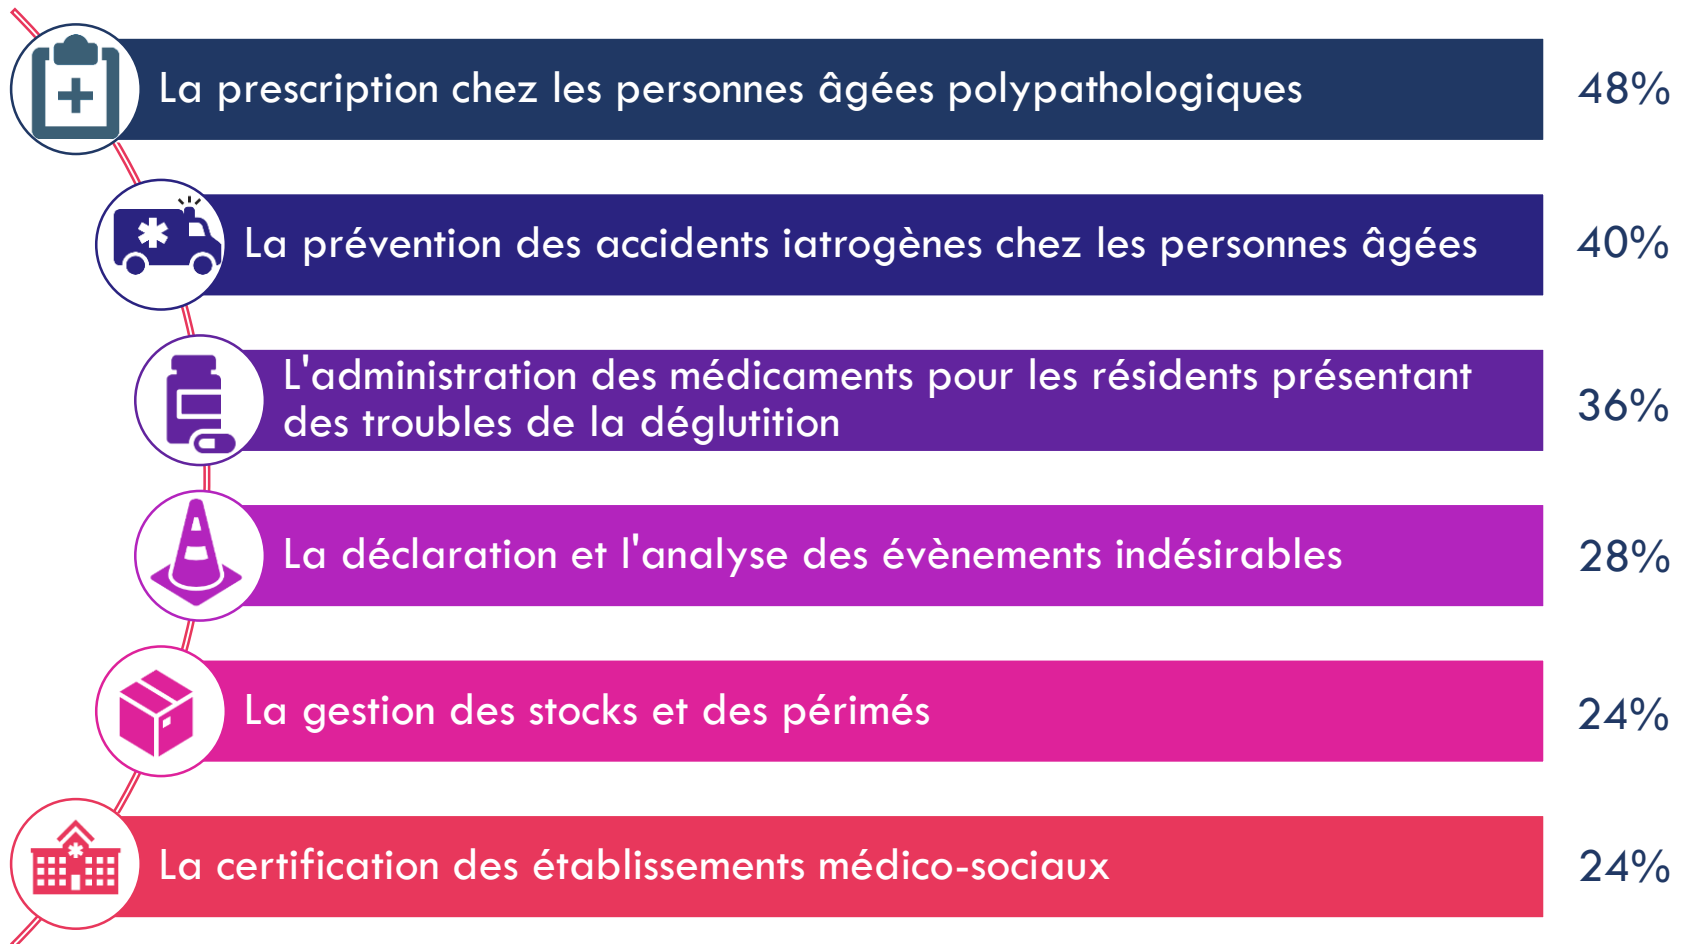 La prescription chez les personnes âgées polypathologiques 48%
La prévention des accidents iatrogènes chez les personnes âgées 40%
L'administration des médicaments pour les résidents présentant
des troubles de la déglutition 36%
La déclaration et l'analyse des évènements indésirables 28%
La gestion des stocks et des périmés 24%
La certification des établissements médico-sociaux 24%